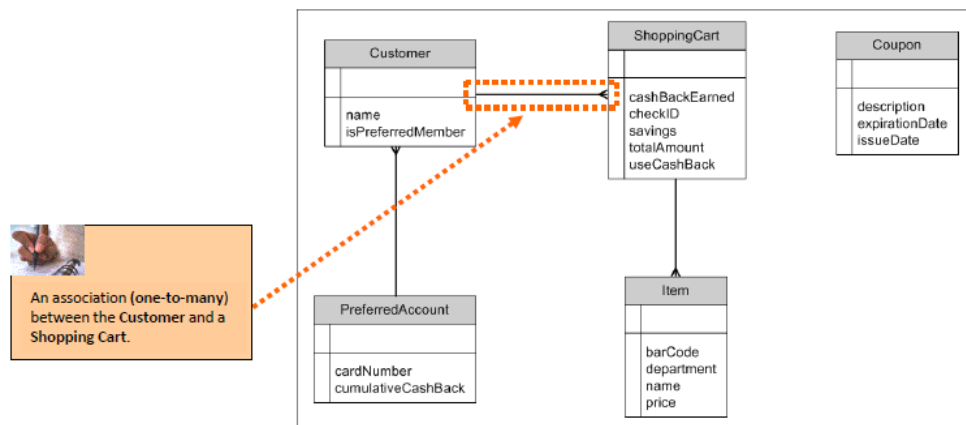 Customer
name
isPreferredMember
ShoppingCart
cashBackEarned
checkID
savings
totalAmount
useCashBack
Coupon
description
expirationDate
issueDate
An association (one-to-many)
between the Customer and a
Shopping Cart.
PreferredAccount
cardNumber
cumulativeCashBack
Item
barCode
department
name
price